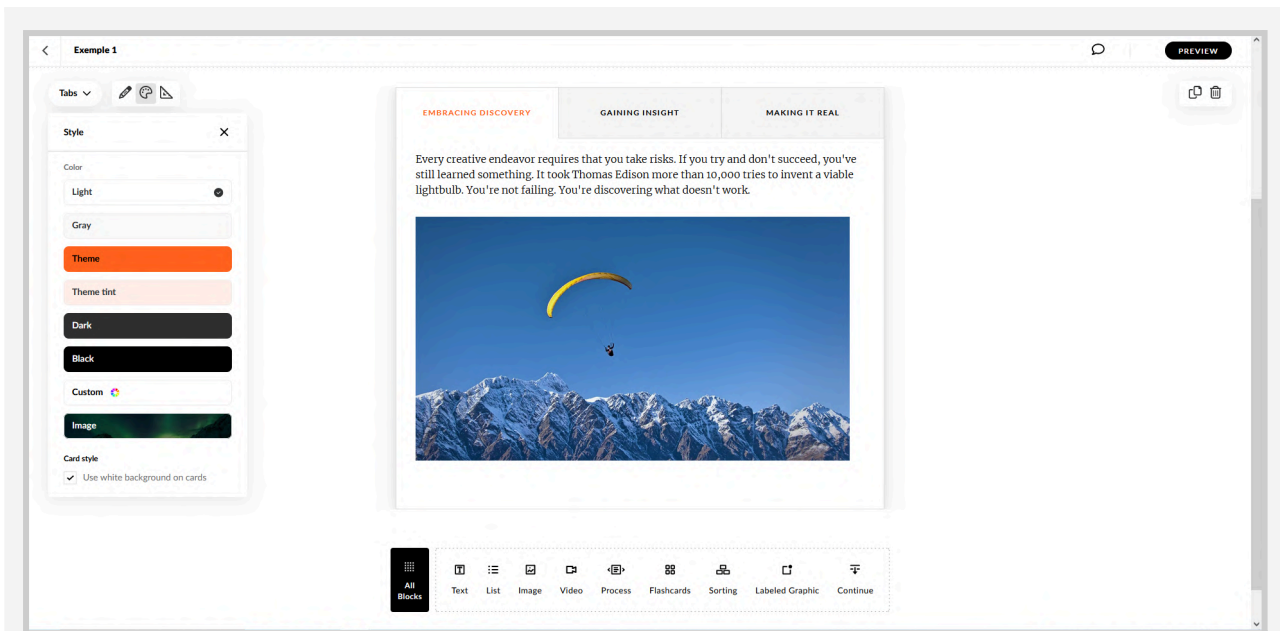 Exemple 1
PREVIEW
Tabs
Style
Color
Light
Gray
Theme
Theme tint
Dark
Black
Custom
Image
Card style
Use white background on cards
EMBRACING DISCOVERY
GAINING INSIGHT
MAKING IT REAL
Every creative endeavor requires that you take risks. If you try and don't succeed, you've
still learned something. It took Thomas Edison more than 10,000 tries to invent a viable
lightbulb. You're not failing. You're discovering what doesn't work.
All
Blocks
Text
List
Image
Video
Process
Flashcards
Sorting
Labeled Graphic
Continue